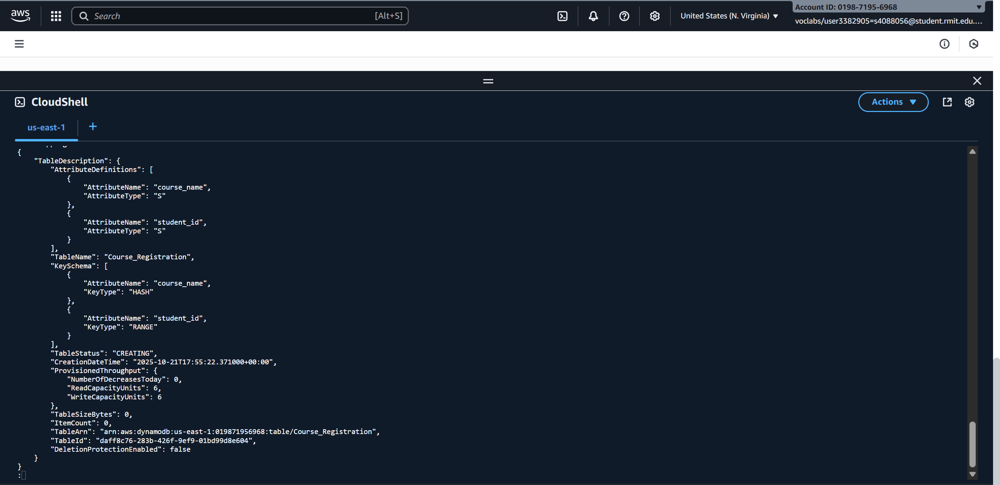 aws
Search [Alt+S]
United States (N. Virginia)
Account ID: 0198-7195-6968
voclabs/user3382905=s4088056@student.rmit.edu....
CloudShell
Actions
us-east-1
+
{
    "TableDescription": {
        "AttributeDefinitions": [
            {
                "AttributeName": "course_name",
                "AttributeType": "S"
            },
            {
                "AttributeName": "student_id",
                "AttributeType": "S"
            }
        ],
        "TableName": "Course_Registration",
        "KeySchema": [
            {
                "AttributeName": "course_name",
                "KeyType": "HASH"
            },
            {
                "AttributeName": "student_id",
                "KeyType": "RANGE"
            }
        ],
        "TableStatus": "CREATING",
        "CreationDateTime": "2025-10-21T17:55:22.371000+00:00",
        "ProvisionedThroughput": {
            "NumberOfDecreasesToday": 0,
            "ReadCapacityUnits": 6,
            "WriteCapacityUnits": 6
        },
        "TableSizeBytes": 0,
        "ItemCount": 0,
        "TableArn": "arn:aws:dynamodb:us-east-1:019871956968:table/Course_Registration",
        "TableId": "daff8c76-283b-426f-9ef9-01bd99d8e604",
        "DeletionProtectionEnabled": false
    }
}
: